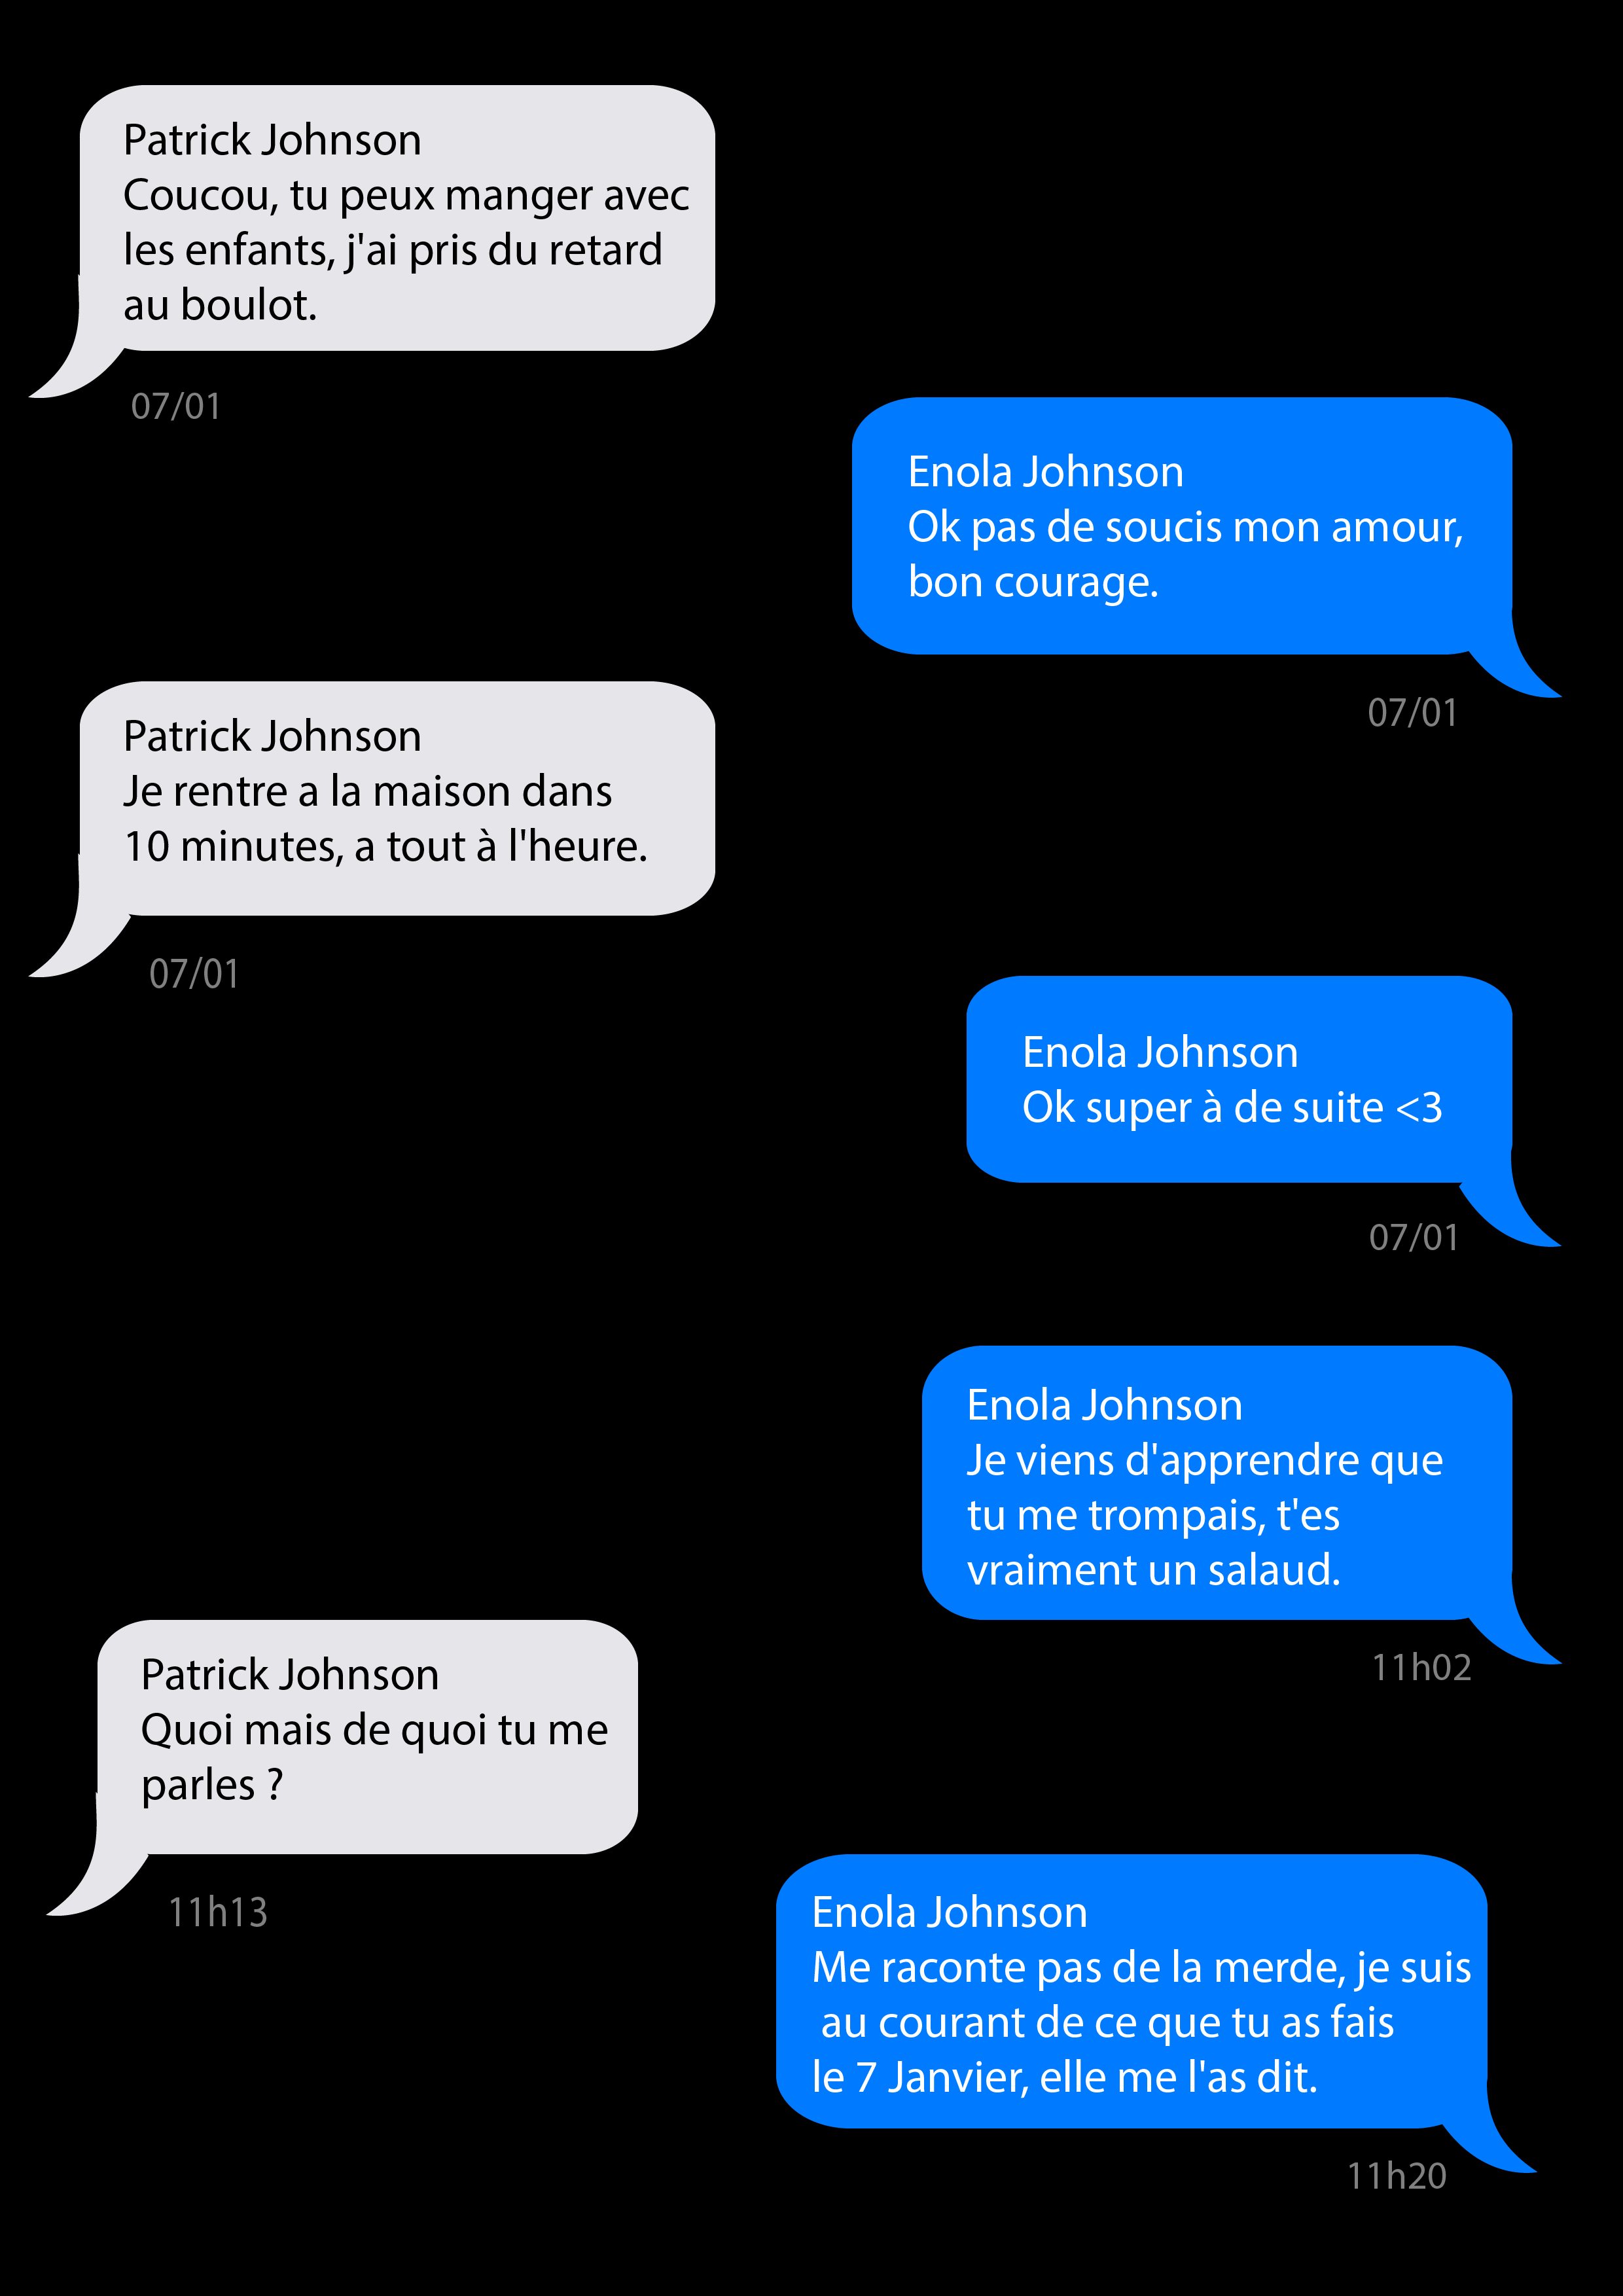 Patrick Johnson
Coucou, tu peux manger avec
les enfants, j'ai pris du retard
au boulot.
07/01
Enola Johnson
Ok pas de soucis mon amour,
bon courage.
07/01
Patrick Johnson
Je rentre a la maison dans
10 minutes, a tout à l'heure.
07/01
Enola Johnson
Ok super à de suite <3
07/01
Enola Johnson
Je viens d'apprendre que
tu me trompais, t'es
vraiment un salaud.
11h02
Patrick Johnson
Quoi mais de quoi tu me
parles ?
11h13
Enola Johnson
Me raconte pas de la merde, je suis
au courant de ce que tu as fais
le 7 Janvier, elle me l'as dit.
11h20